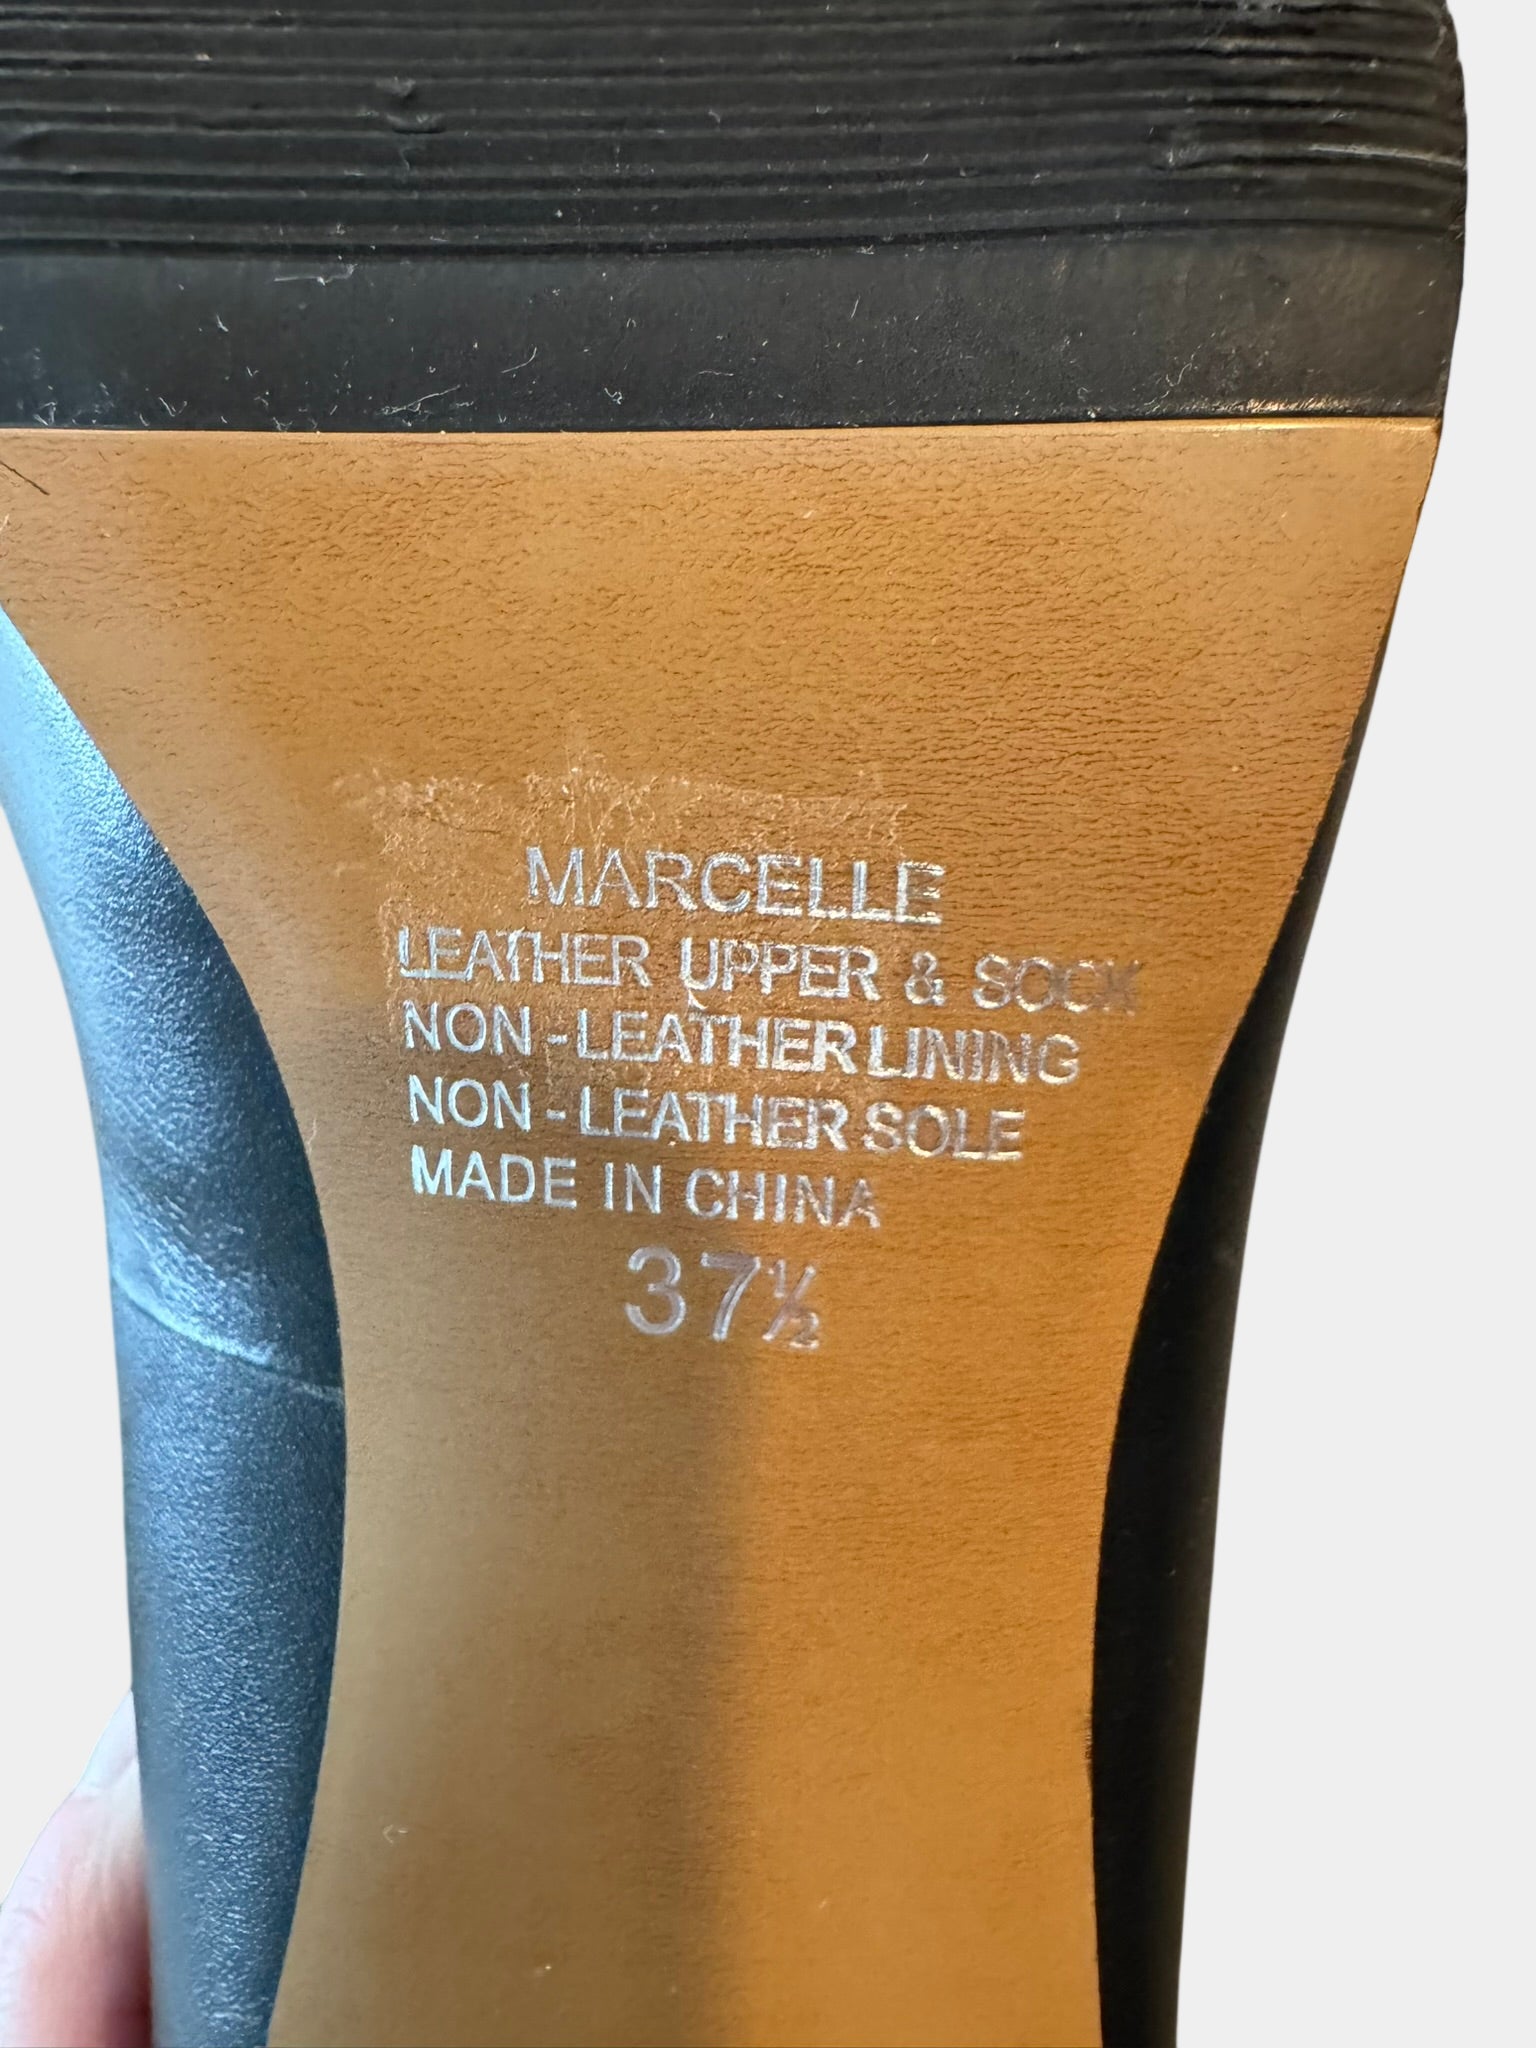 MARCELLE
LEATHER UPPER & SOCK
NON-LEATHER LINING
NON-LEATHER SOLE
MADE IN CHINA
37½